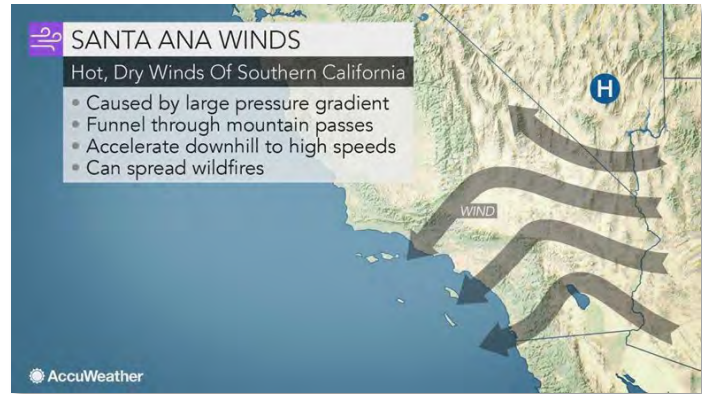 SANTA ANA WINDS
Hot, Dry Winds Of Southern California
• Caused by large pressure gradient
• Funnel through mountain passes
• Accelerate downhill to high speeds
• Can spread wildfires
H
WIND
AccuWeather